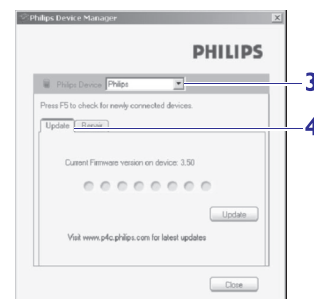 Philips Device Manager
PHILIPS
Philips Device Philips
3
Press F5 to check for newly connected devices.
Update Repair
4
Current Firmware version on device: 3.50
Update
Visit www.p4c.philips.com for latest updates
Close